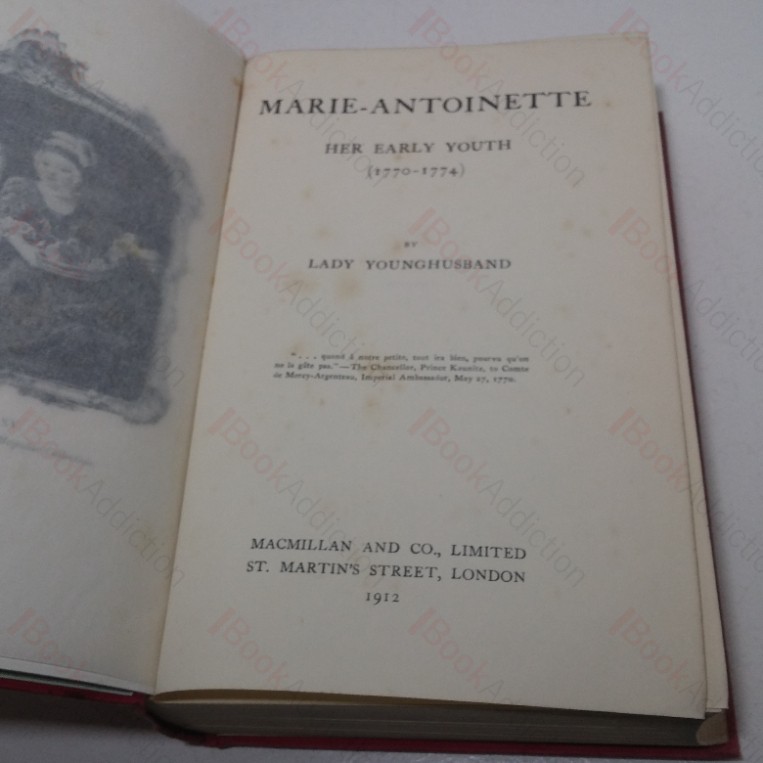 MARIE-ANTOINETTE
HER EARLY YOUTH
(1770-1774)
BY
LADY YOUNGHUSBAND
". . . quand à notre petite, tout ira bien, pourvu qu'on
ne la gâte pas."—The Chancellor, Prince Kaunitz, to Comte
de Mercy-Argenteau, Imperial Ambassador, May 27, 1770.
MACMILLAN AND CO., LIMITED
ST. MARTIN'S STREET, LONDON
1912
BookAddiction